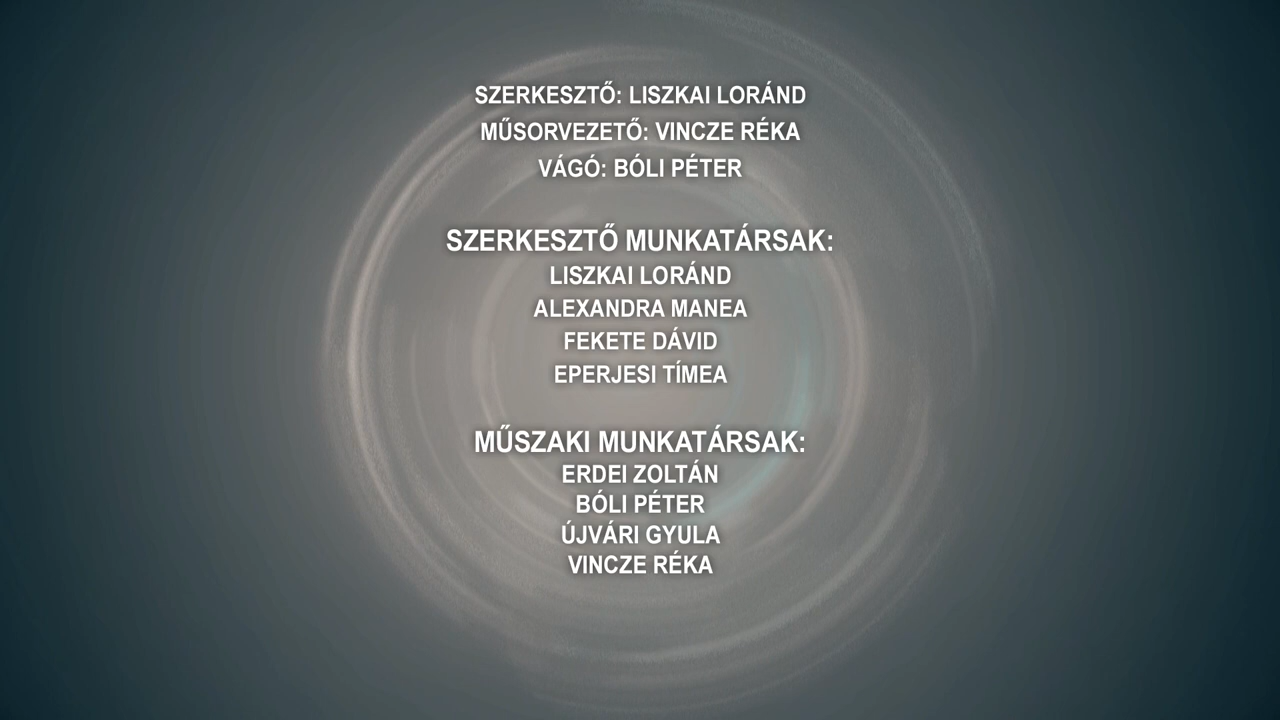 SZERKESZTŐ: LISZKAI LORÁND
MŰSORVEZETŐ: VINCZE RÉKA
VÁGÓ: BÓLI PÉTER
SZERKESZTŐ MUNKATÁRSAK:
LISZKAI LORÁND
ALEXANDRA MANEA
FEKETE DÁVID
EPERJESI TÍMEA
MŰSZAKI MUNKATÁRSAK:
ERDEI ZOLTÁN
BÓLI PÉTER
ÚJVÁRI GYULA
VINCZE RÉKA